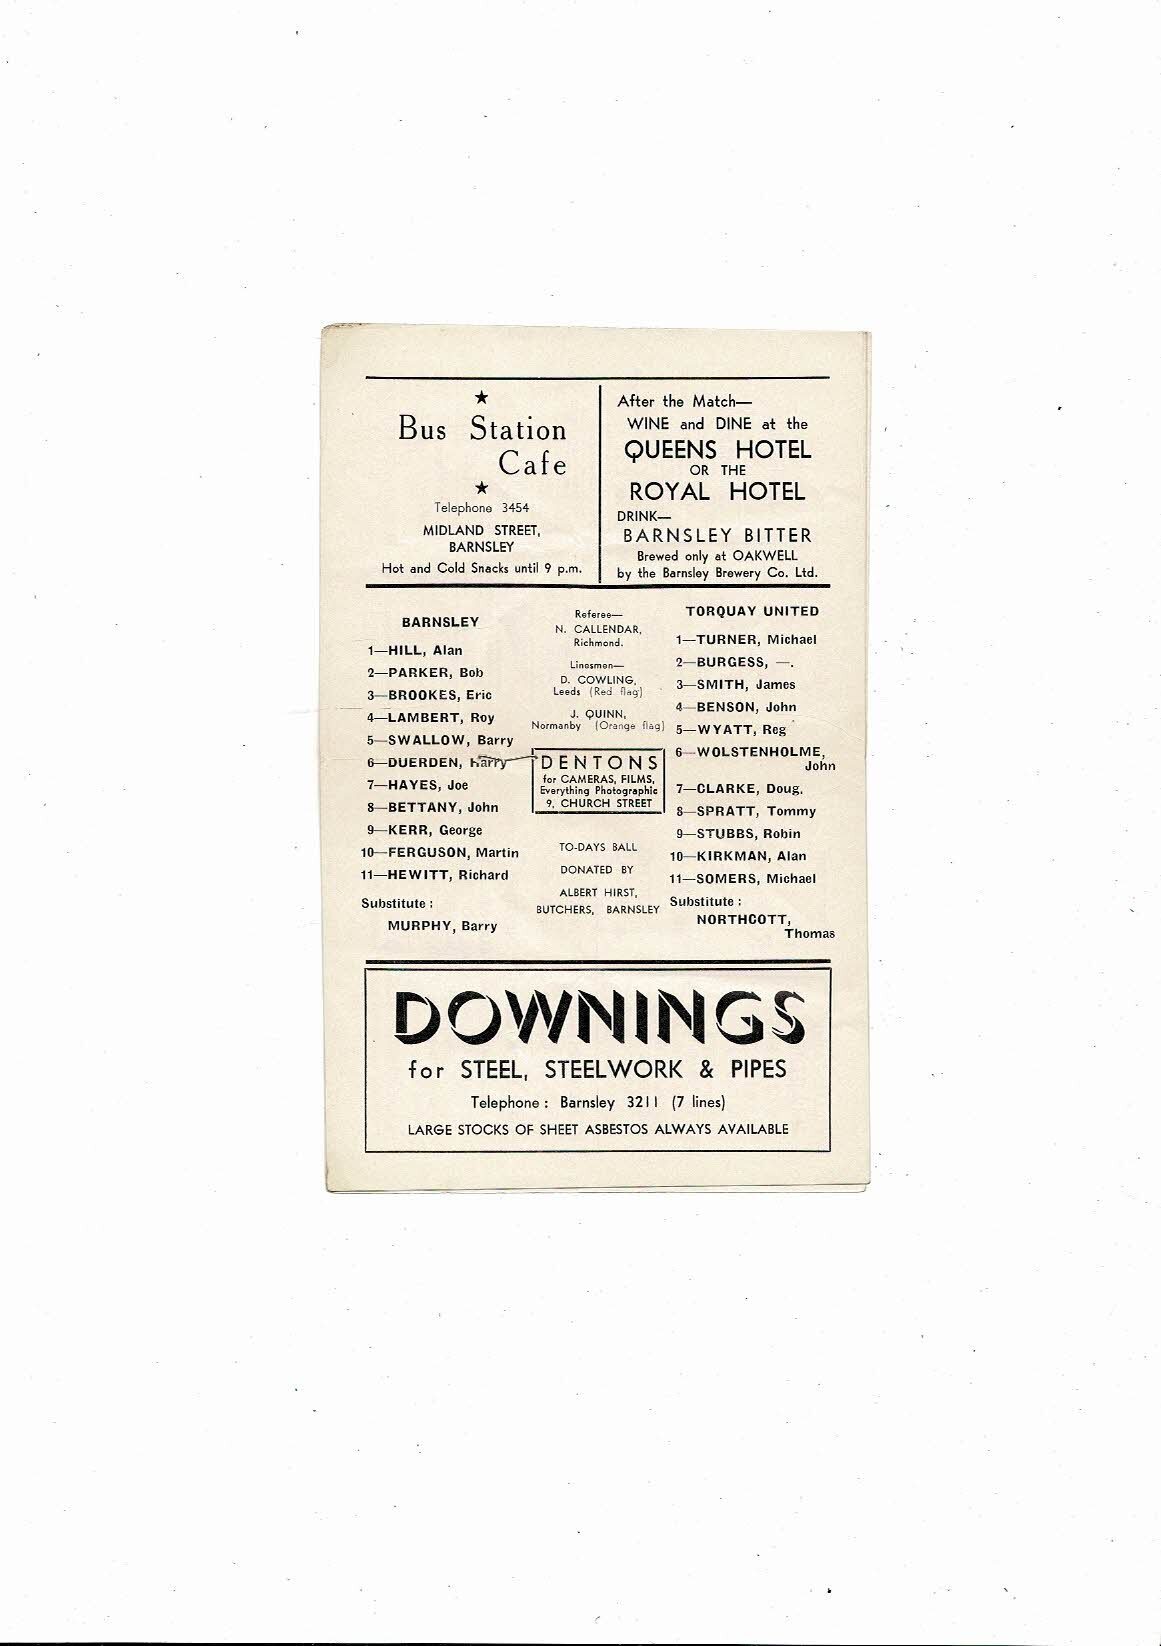 ★
Bus Station
Cafe
★
Telephone 3454
MIDLAND STREET,
BARNSLEY
Hot and Cold Snacks until 9 p.m.
After the Match—
WINE and DINE at the
QUEENS HOTEL
OR THE
ROYAL HOTEL
DRINK—
BARNSLEY BITTER
Brewed only at OAKWELL
by the Barnsley Brewery Co. Ltd.
BARNSLEY
1—HILL, Alan
2—PARKER, Bob
3—BROOKES, Eric
4—LAMBERT, Roy
5—SWALLOW, Barry
6—DUERDEN, Harry
7—HAYES, Joe
8—BETTANY, John
9—KERR, George
10—FERGUSON, Martin
11—HEWITT, Richard
Substitute :
MURPHY, Barry
Referee—
N. CALLENDAR,
Richmond.
Linesmen—
D. COWLING,
Leeds (Red flag)
J. QUINN,
Normanby (Orange flag)
DENTONS
for CAMERAS, FILMS,
Everything Photographic
9, CHURCH STREET
TO-DAYS BALL
DONATED BY
ALBERT HIRST,
BUTCHERS, BARNSLEY
TORQUAY UNITED
1—TURNER, Michael
2—BURGESS, —.
3—SMITH, James
4—BENSON, John
5—WYATT, Reg
6—WOLSTENHOLME,
John
7—CLARKE, Doug.
8—SPRATT, Tommy
9—STUBBS, Robin
10—KIRKMAN, Alan
11—SOMERS, Michael
Substitute :
NORTHCOTT,
Thomas
DOWNINGS
for STEEL, STEELWORK & PIPES
Telephone : Barnsley 3211 (7 lines)
LARGE STOCKS OF SHEET ASBESTOS ALWAYS AVAILABLE